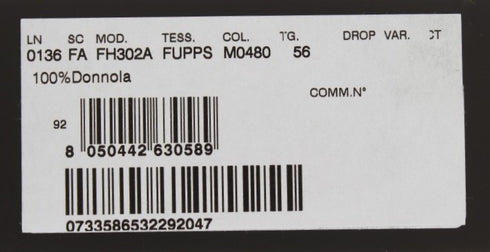 LN SC MOD. TESS. COL. TG. DROP VAR. CT
0136 FA FH302A FUPPS M0480 56
100%Donnola
COMM.N°
92
8 050442 630589
0733586532292047